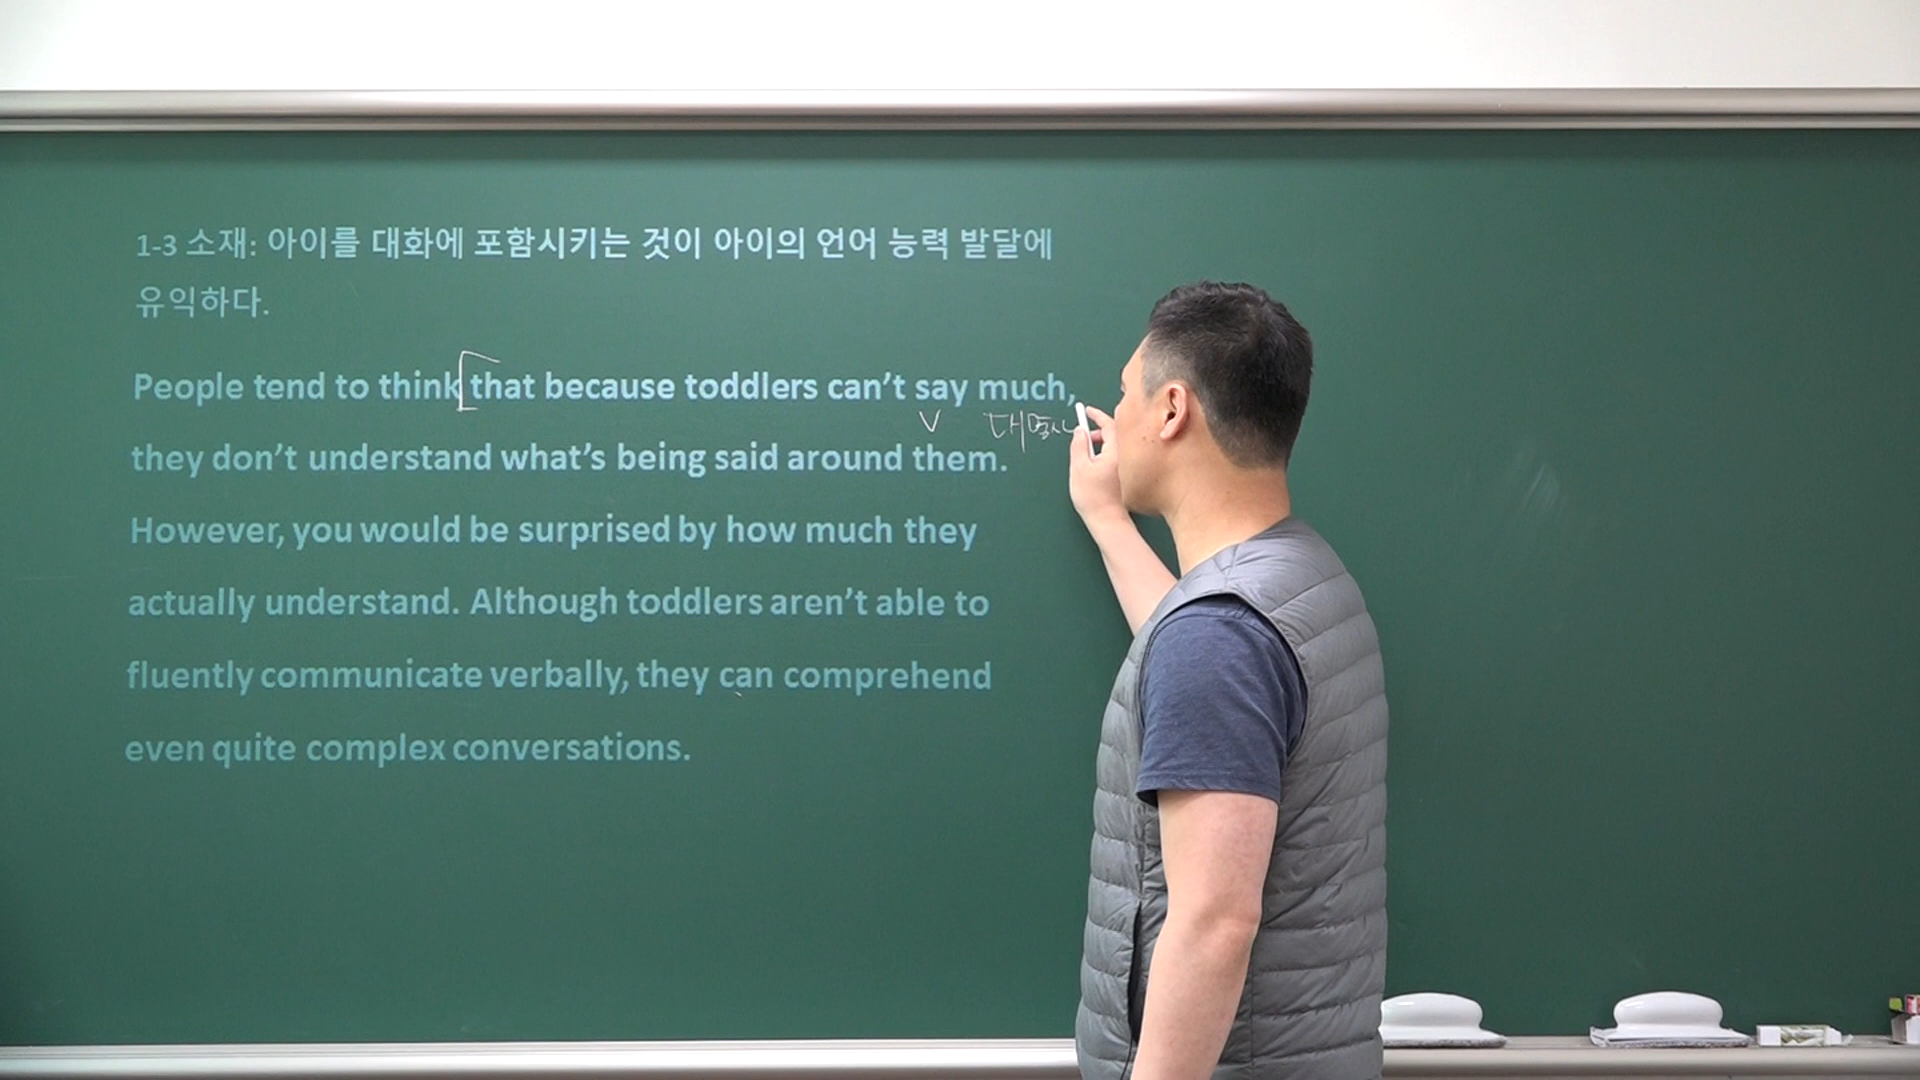 1-3 소재: 아이를 대화에 포함시키는 것이 아이의 언어 능력 발달에
유익하다.
People tend to think that because toddlers can't say much,
V 대명사
they don't understand what's being said around them.
However, you would be surprised by how much they
actually understand. Although toddlers aren't able to
fluently communicate verbally, they can comprehend
even quite complex conversations.